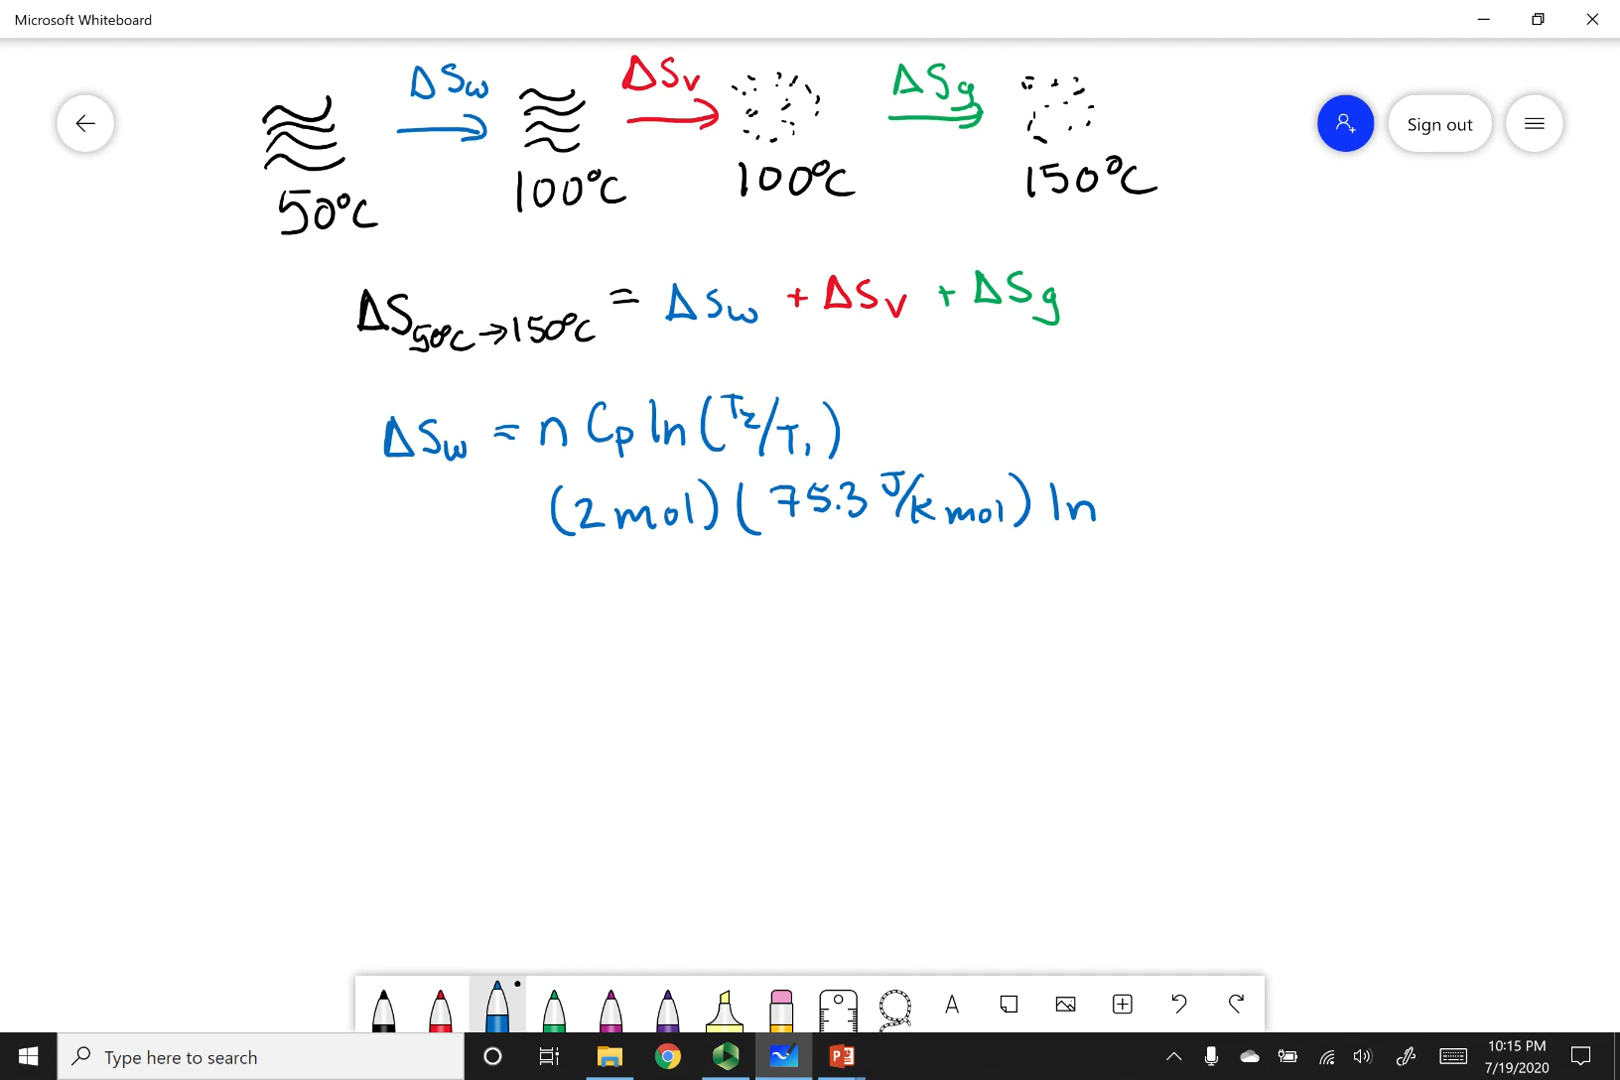 Microsoft Whiteboard
ΔSw ΔSv ΔSg
50°C 100°C 100°C 150°C
Sign out
ΔS50°C→150°C = ΔSw + ΔSv + ΔSg
ΔSw = n Cp ln (T2/T1)
(2 mol) (75.3 J/K mol) ln
A
Type here to search
10:15 PM
7/19/2020